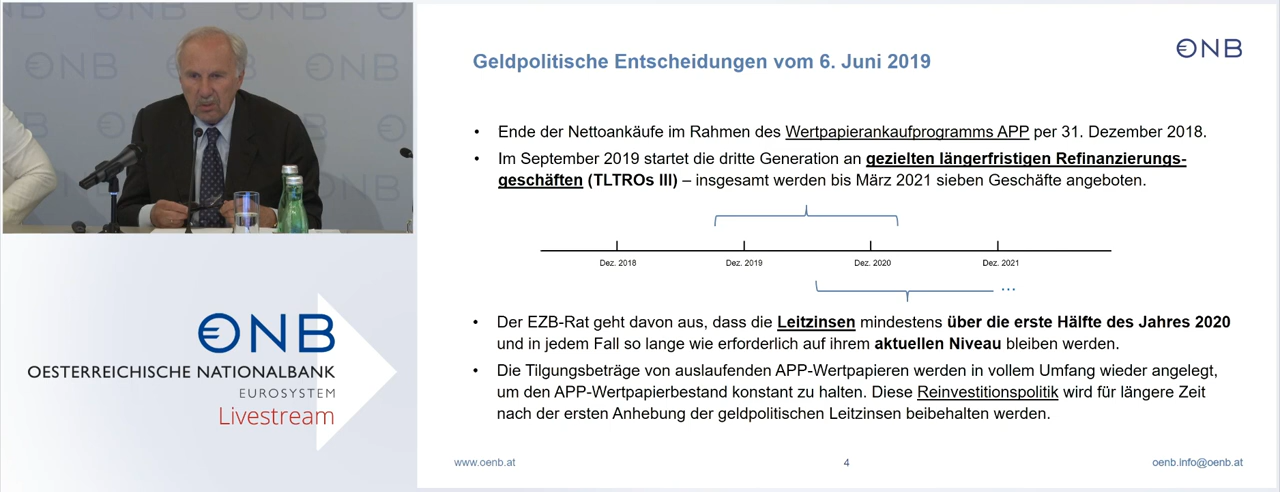 €NB
Geldpolitische Entscheidungen vom 6. Juni 2019
• Ende der Nettoankäufe im Rahmen des Wertpapierankaufprogramms APP per 31. Dezember 2018.
• Im September 2019 startet die dritte Generation an gezielten längerfristigen Refinanzierungs-
geschäften (TLTROs III) – insgesamt werden bis März 2021 sieben Geschäfte angeboten.
Dez. 2018 Dez. 2019 Dez. 2020 Dez. 2021
...
• Der EZB-Rat geht davon aus, dass die Leitzinsen mindestens über die erste Hälfte des Jahres 2020
und in jedem Fall so lange wie erforderlich auf ihrem aktuellen Niveau bleiben werden.
• Die Tilgungsbeträge von auslaufenden APP-Wertpapieren werden in vollem Umfang wieder angelegt,
um den APP-Wertpapierbestand konstant zu halten. Diese Reinvestitionspolitik wird für längere Zeit
nach der ersten Anhebung der geldpolitischen Leitzinsen beibehalten werden.
www.oenb.at 4 oenb.info@oenb.at
€NB
OESTERREICHISCHE NATIONALBANK
EUROSYSTEM
Livestream